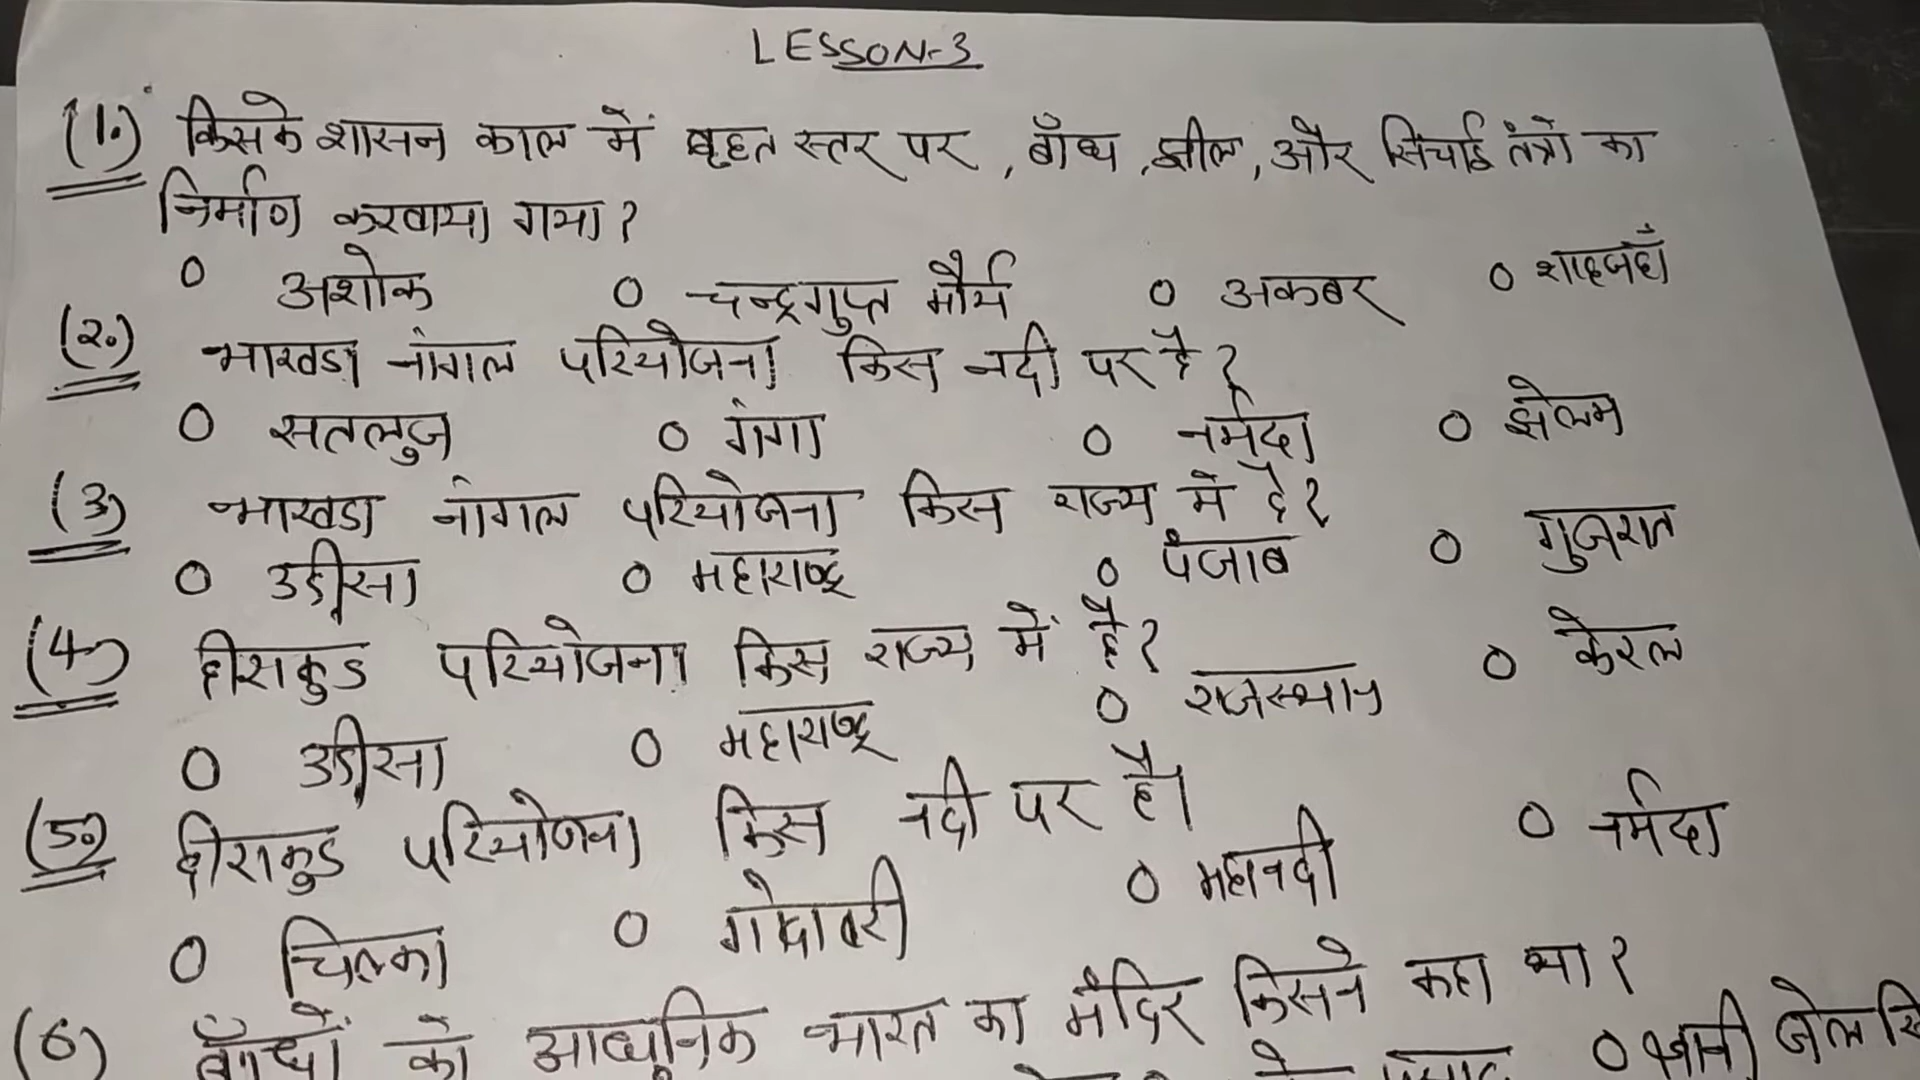 LESSON-3
(1.) किसके शासन काल में बृहत स्तर पर, बाँध, झील, और सिंचाई तंत्रो का
निर्माण करवाया गया?
० अशोक ० चन्द्रगुप्त मौर्य ० अकबर ० शाहजहाँ
(2.) भाखडा नांगल परियोजना किस नदी पर है?
० सतलुज ० गंगा ० नर्मदा ० झेलम
(3) भाखडा नांगल परियोजना किस राज्य में है?
० उड़ीसा ० महाराष्ट्र ० पंजाब ० गुजरात
(4) हीराकुड परियोजना किस राज्य में है?
० उड़ीसा ० महाराष्ट्र ० राजस्थान ० केरल
(5.) हीराकुड परियोजना किस नदी पर है।
० चिल्का ० गोदावरी ० महानदी ० नर्मदा
(6) बाँधों को आधुनिक भारत का मंदिर किसने कहा था?